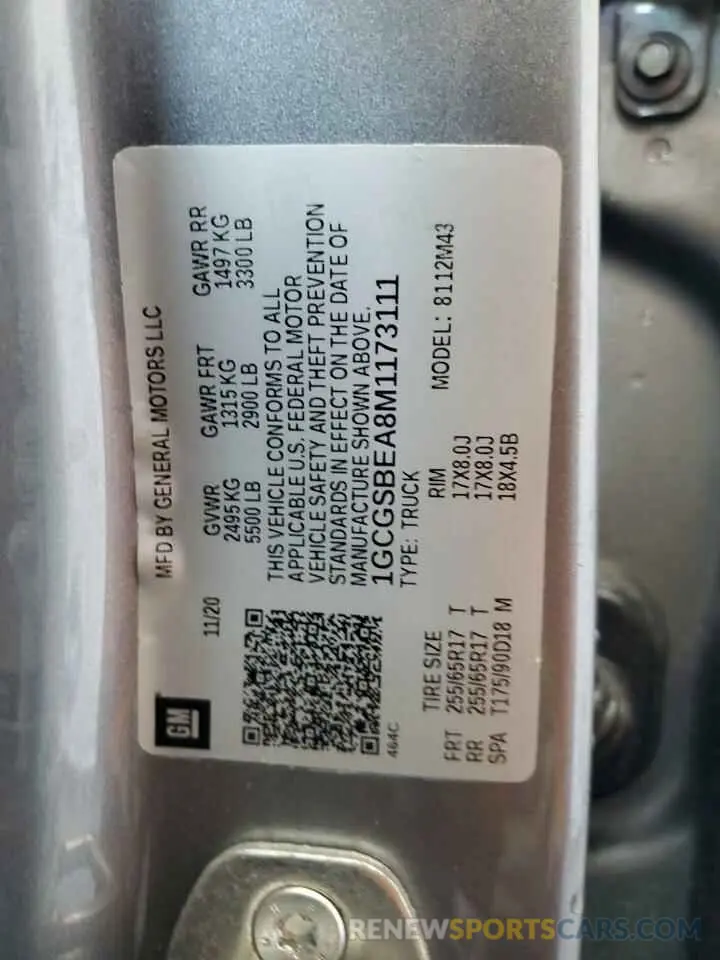 GM
MFD BY GENERAL MOTORS LLC
11/20
GVWR GAWR FRT GAWR RR
2495 KG 1315 KG 1497 KG
5500 LB 2900 LB 3300 LB
THIS VEHICLE CONFORMS TO ALL
APPLICABLE U.S. FEDERAL MOTOR
VEHICLE SAFETY AND THEFT PREVENTION
STANDARDS IN EFFECT ON THE DATE OF
MANUFACTURE SHOWN ABOVE.
1GCGSBEA8M1173111
464C
TYPE: TRUCK MODEL: 8112M43
TIRE SIZE RIM
FRT 255/65R17 T 17X8.0J
RR 255/65R17 T 17X8.0J
SPA T175/90D18 M 18X4.5B
RENEWSPORTSCARS.COM